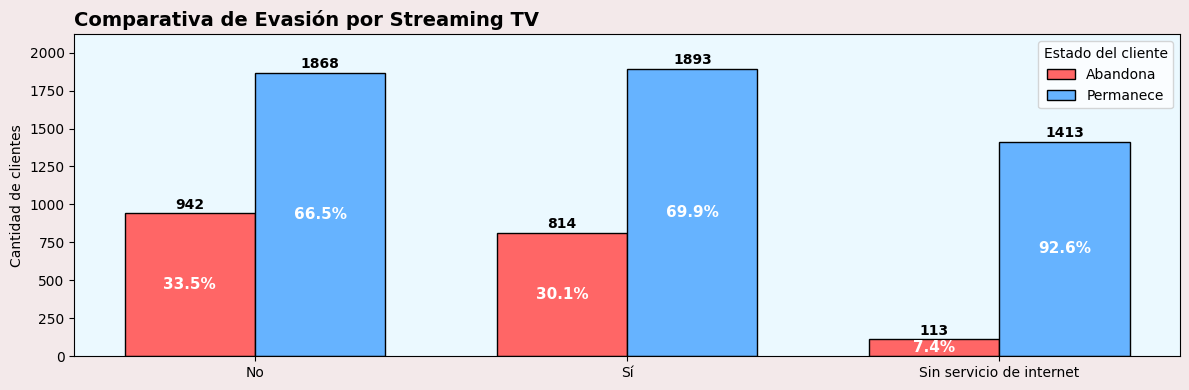 Comparativa de Evasión por Streaming TV
Cantidad de clientes
2000
1750
1500
1250
1000
750
500
250
0
Estado del cliente
Abandona
Permanece
942
33.5%
1868
66.5%
814
30.1%
1893
69.9%
113
7.4%
1413
92.6%
No
Sí
Sin servicio de internet